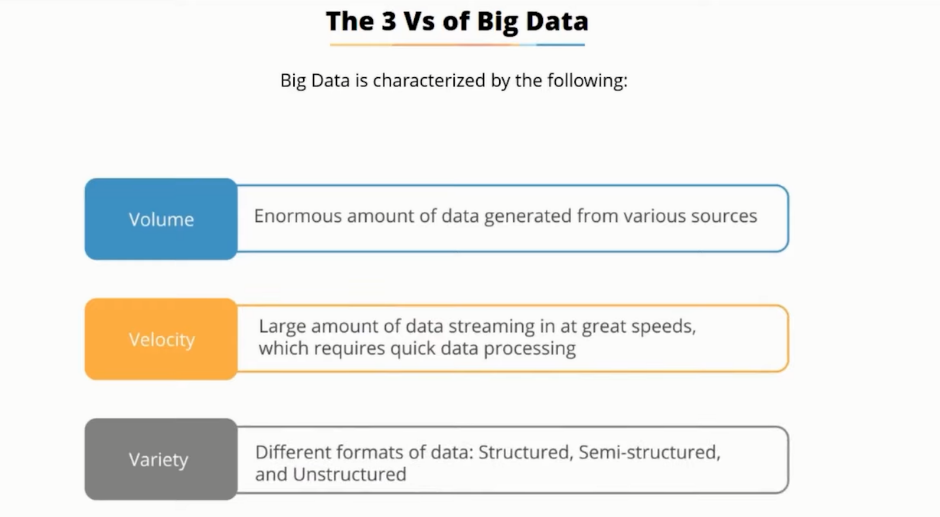 The 3 Vs of Big Data
Big Data is characterized by the following:
Volume
Enormous amount of data generated from various sources
Velocity
Large amount of data streaming in at great speeds,
which requires quick data processing
Variety
Different formats of data: Structured, Semi-structured,
and Unstructured